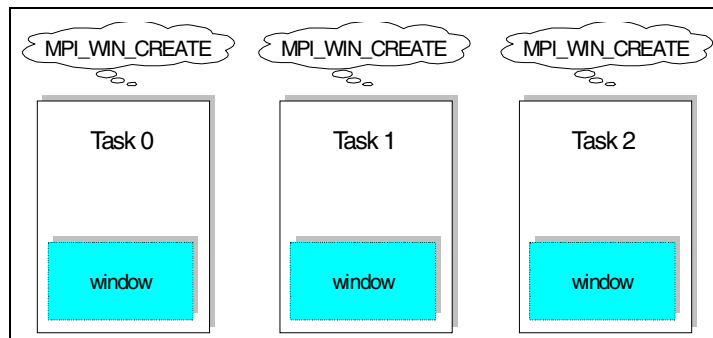 MPI_WIN_CREATE
MPI_WIN_CREATE
MPI_WIN_CREATE
Task 0
Task 1
Task 2
window
window
window